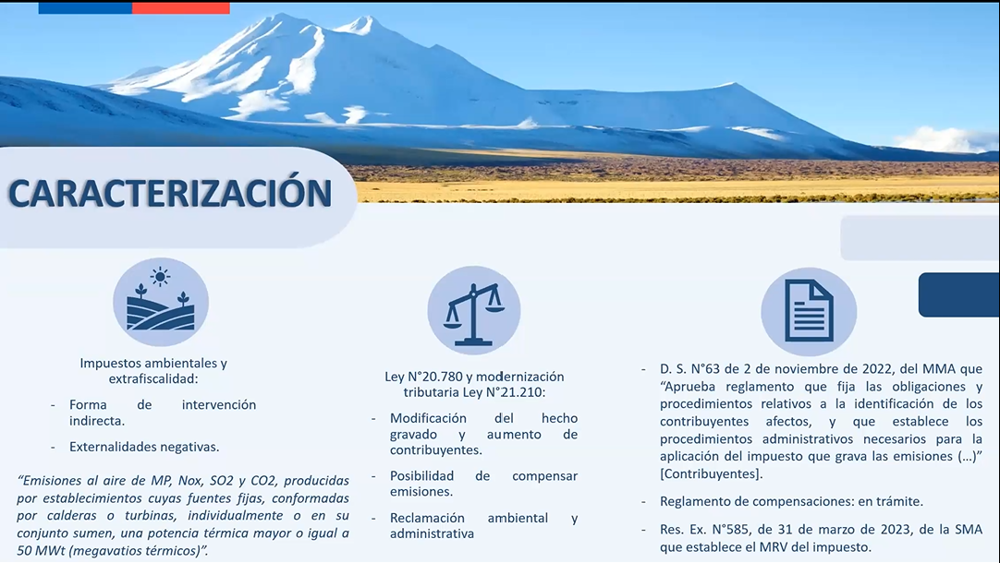 CARACTERIZACIÓN
Impuestos ambientales y
extrafiscalidad:
- Forma de intervención
indirecta.
- Externalidades negativas.
“Emisiones al aire de MP, Nox, SO2 y CO2, producidas
por establecimientos cuyas fuentes fijas, conformadas
por calderas o turbinas, individualmente o en su
conjunto sumen, una potencia térmica mayor o igual a
50 MWt (megavatios térmicos)”.
Ley N°20.780 y modernización
tributaria Ley N°21.210:
- Modificación del hecho
gravado y aumento de
contribuyentes.
- Posibilidad de compensar
emisiones.
- Reclamación ambiental y
administrativa
- D. S. N°63 de 2 de noviembre de 2022, del MMA que
“Aprueba reglamento que fija las obligaciones y
procedimientos relativos a la identificación de los
contribuyentes afectos, y que establece los
procedimientos administrativos necesarios para la
aplicación del impuesto que grava las emisiones (…)”
[Contribuyentes].
- Reglamento de compensaciones: en trámite.
- Res. Ex. N°585, de 31 de marzo de 2023, de la SMA
que establece el MRV del impuesto.